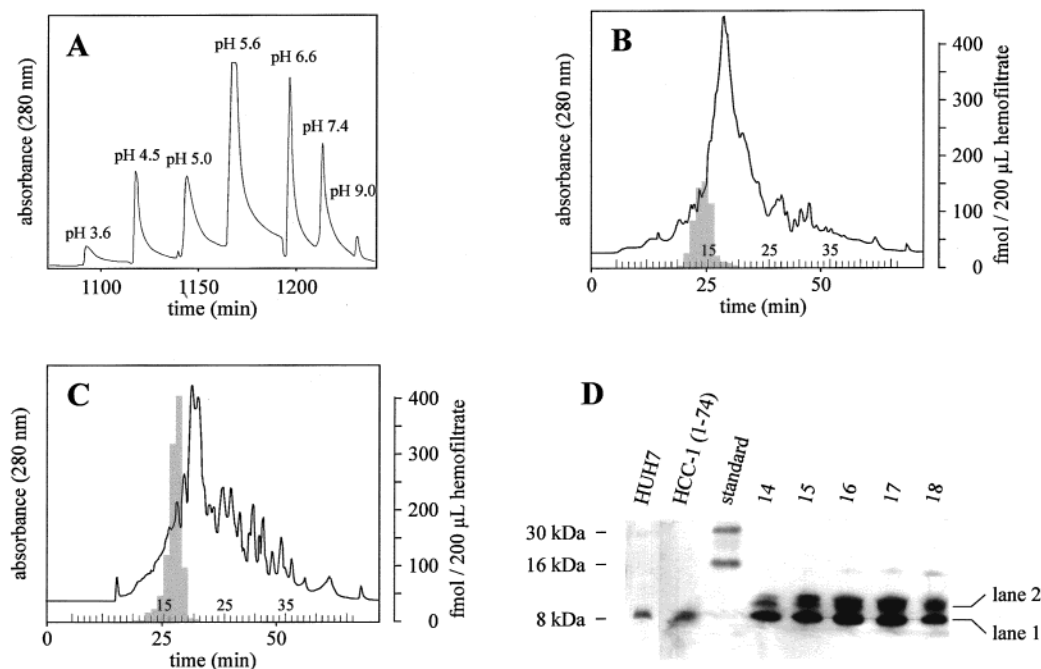 A
absorbance (280 nm)
pH 3.6
pH 4.5
pH 5.0
pH 5.6
pH 6.6
pH 7.4
pH 9.0
1100 1150 1200
time (min)
B
absorbance (280 nm)
15 25 35
0 25 50
time (min)
400
300
200
100
0
fmol / 200 µL hemofiltrate
C
absorbance (280 nm)
15 25 35
0 25 50
time (min)
400
300
200
100
0
fmol / 200 µL hemofiltrate
D
HUH7
HCC-1 (1-74)
standard
14
15
16
17
18
30 kDa –
16 kDa –
8 kDa –
lane 2
lane 1